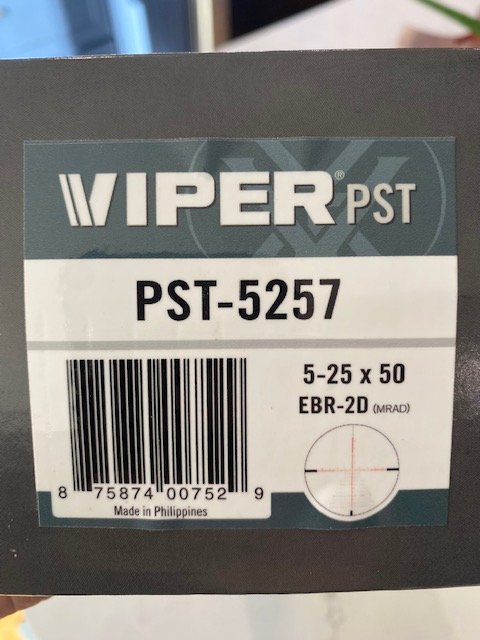 VIPER® PST
PST-5257
5-25 x 50
EBR-2D (MRAD)
8 75874 00752 9
Made in Philippines